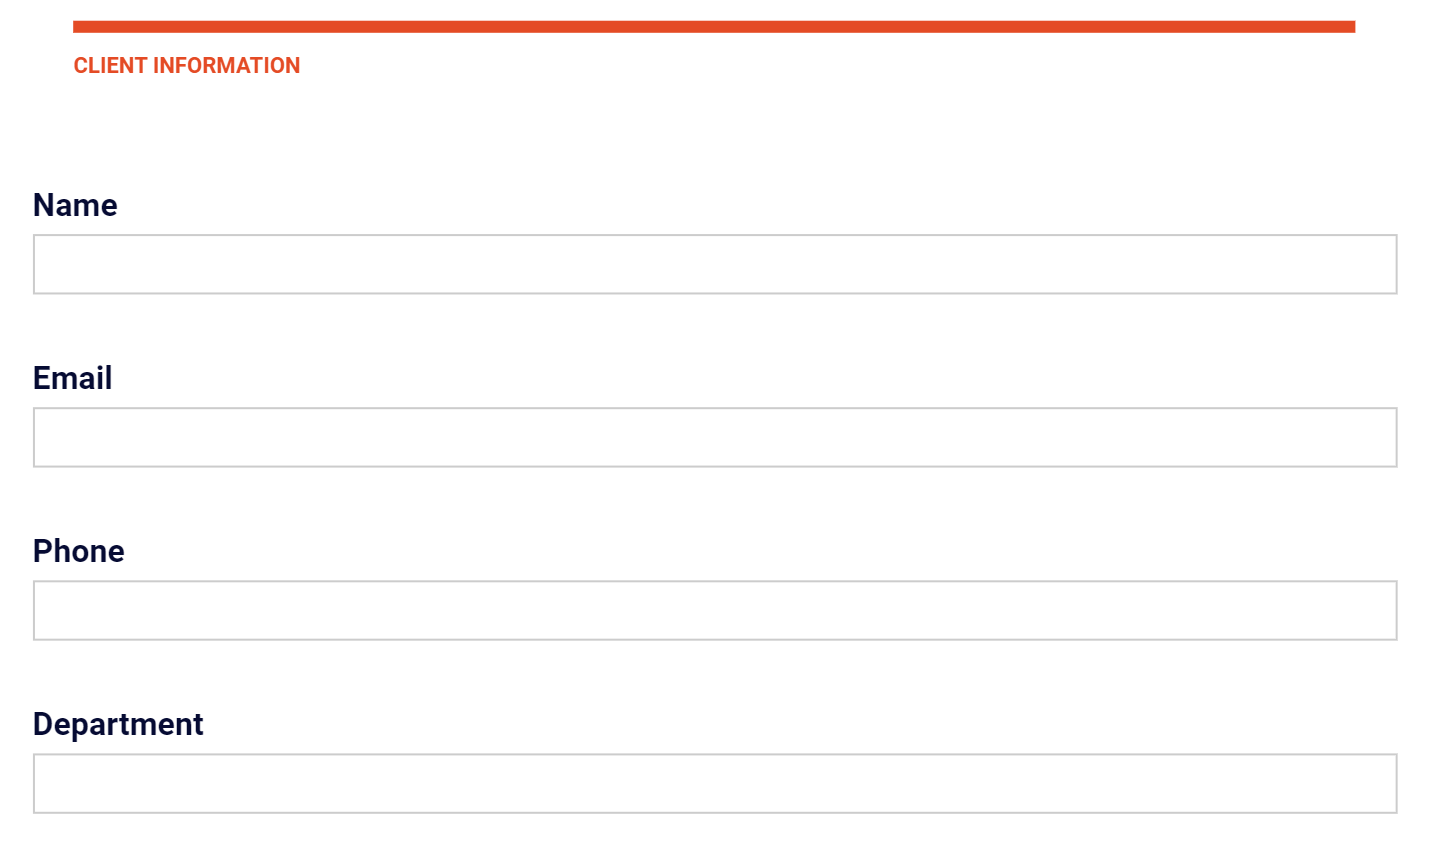 CLIENT INFORMATION
Name
Email
Phone
Department